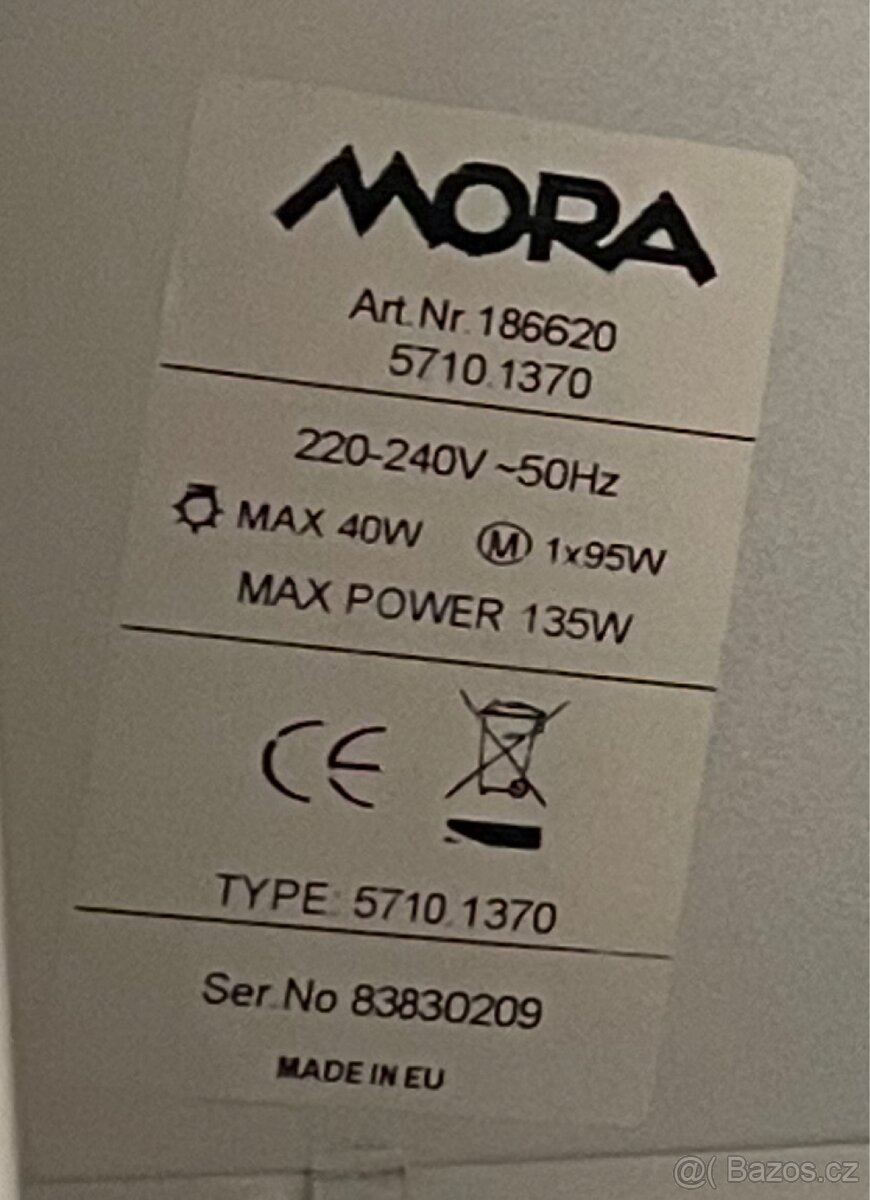 MORA
Art.Nr.186620
5710.1370
220-240V ~50Hz
MAX 40W M 1x95W
MAX POWER 135W
CE
TYPE: 5710.1370
Ser.No 83830209
MADE IN EU
@( Bazos.cz